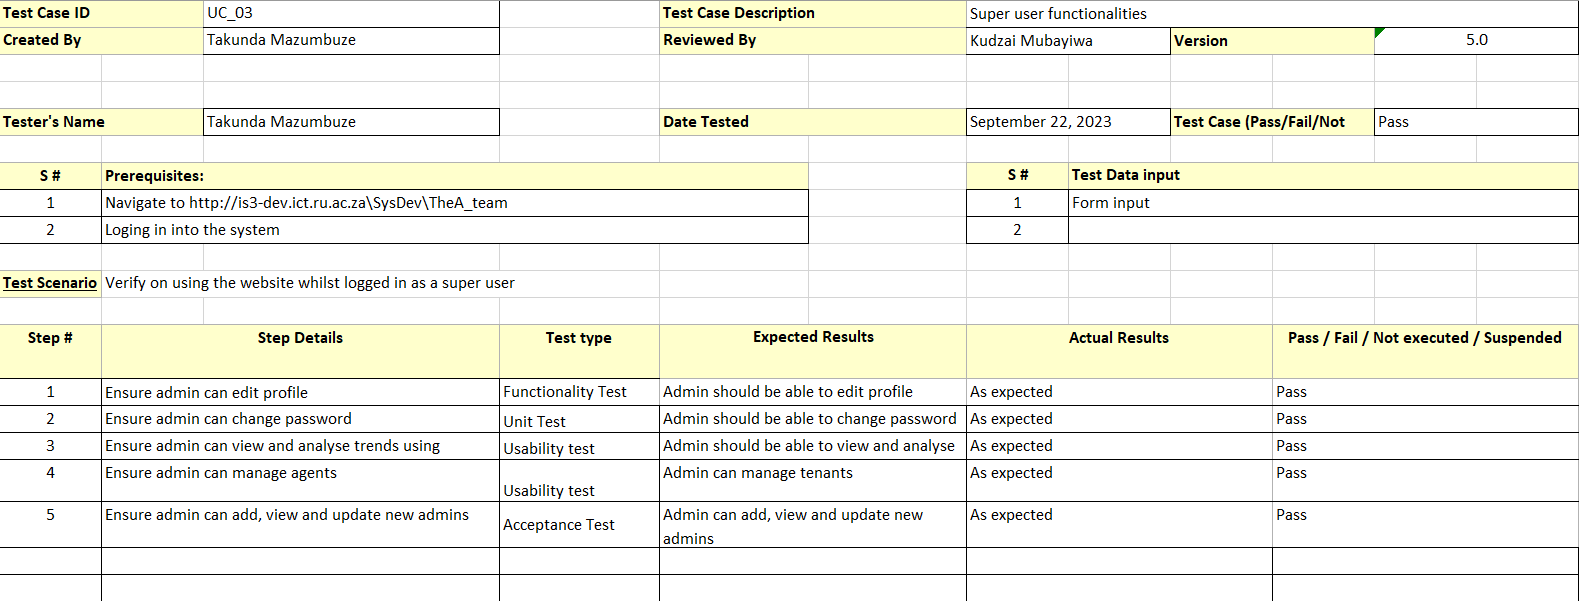 Test Case ID UC_03 Test Case Description Super user functionalities
Created By Takunda Mazumbuze Reviewed By Kudzai Mubayiwa Version 5.0
Tester's Name Takunda Mazumbuze Date Tested September 22, 2023 Test Case (Pass/Fail/Not Pass
S # Prerequisites: S # Test Data input
1 Navigate to http://is3-dev.ict.ru.ac.za\SysDev\TheA_team 1 Form input
2 Loging in into the system 2
Test Scenario Verify on using the website whilst logged in as a super user
Step # Step Details Test type Expected Results Actual Results Pass / Fail / Not executed / Suspended
1 Ensure admin can edit profile Functionality Test Admin should be able to edit profile As expected Pass
2 Ensure admin can change password Unit Test Admin should be able to change password As expected Pass
3 Ensure admin can view and analyse trends using Usability test Admin should be able to view and analyse As expected Pass
4 Ensure admin can manage agents Usability test Admin can manage tenants As expected Pass
5 Ensure admin can add, view and update new admins Acceptance Test Admin can add, view and update new As expected Pass
admins